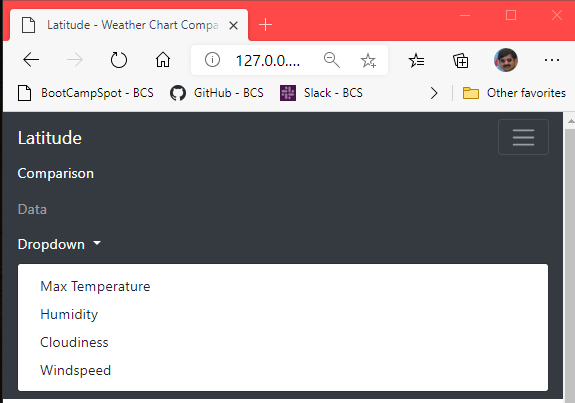 Latitude - Weather Chart Compa
127.0.0....
BootCampSpot - BCS GitHub - BCS Slack - BCS Other favorites
Latitude
Comparison
Data
Dropdown
Max Temperature
Humidity
Cloudiness
Windspeed